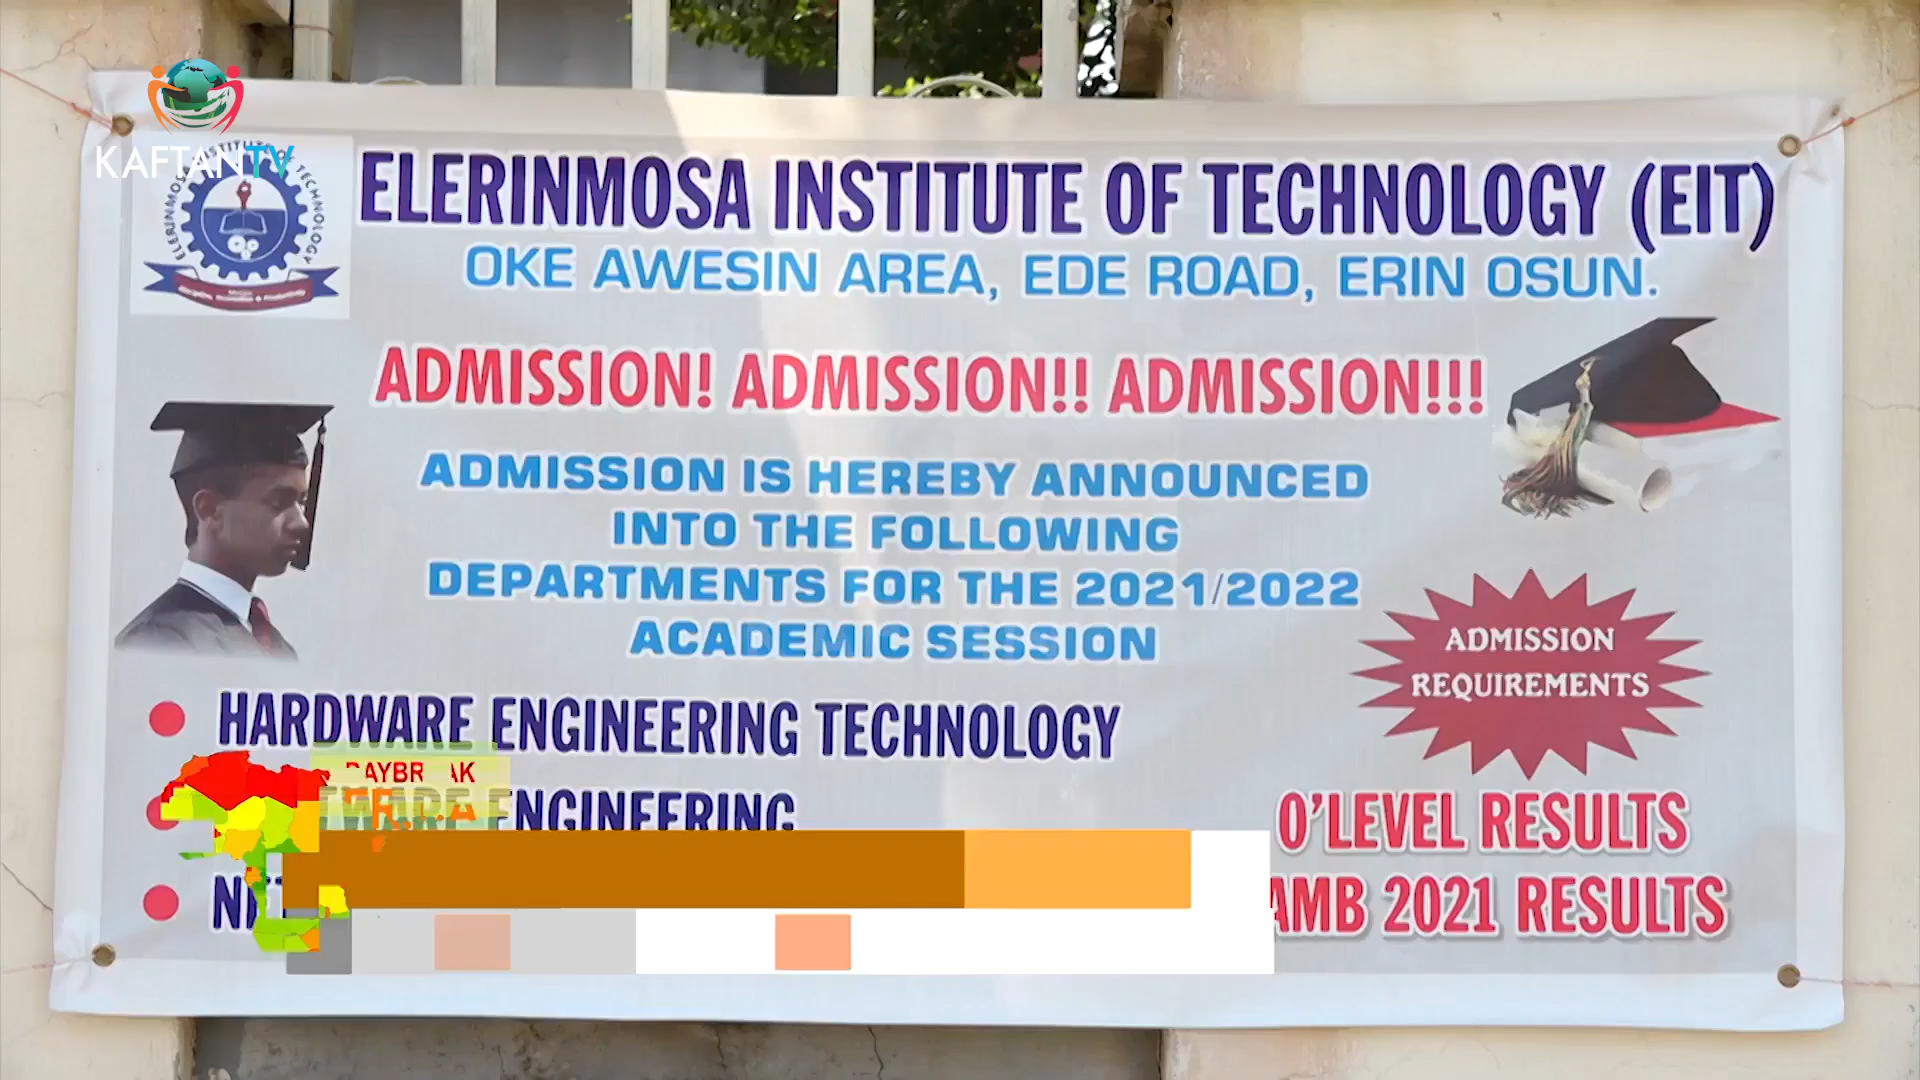 KAFTANTV
ELERINMOSA INSTITUTE OF TECHNOLOGY (EIT)
OKE AWESIN AREA, EDE ROAD, ERIN OSUN.
ADMISSION! ADMISSION!! ADMISSION!!!
ADMISSION IS HEREBY ANNOUNCED
INTO THE FOLLOWING
DEPARTMENTS FOR THE 2021/2022
ACADEMIC SESSION
ADMISSION
REQUIREMENTS
HARDWARE ENGINEERING TECHNOLOGY
ENGINEERING
O'LEVEL RESULTS
AMB 2021 RESULTS